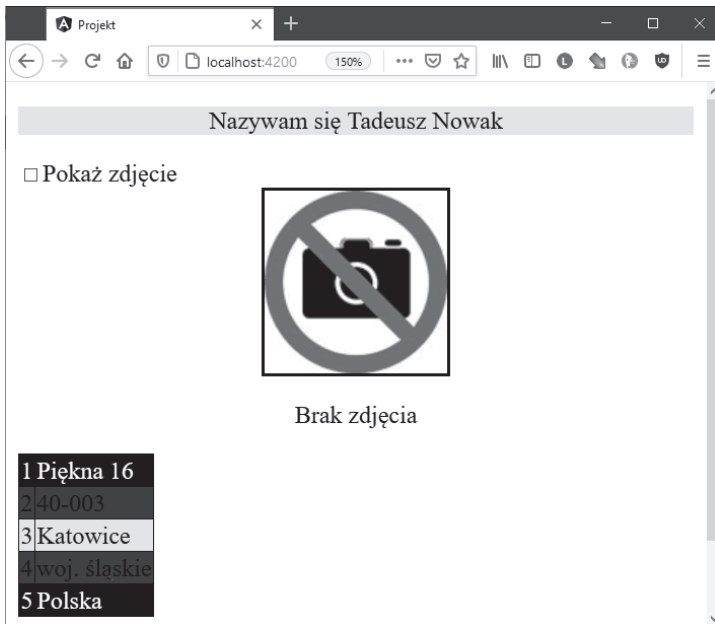 Projekt
localhost:4200 150%
Nazywam się Tadeusz Nowak
Pokaż zdjęcie
Brak zdjęcia
1 Piękna 16
2 40-003
3 Katowice
4 woj. śląskie
5 Polska